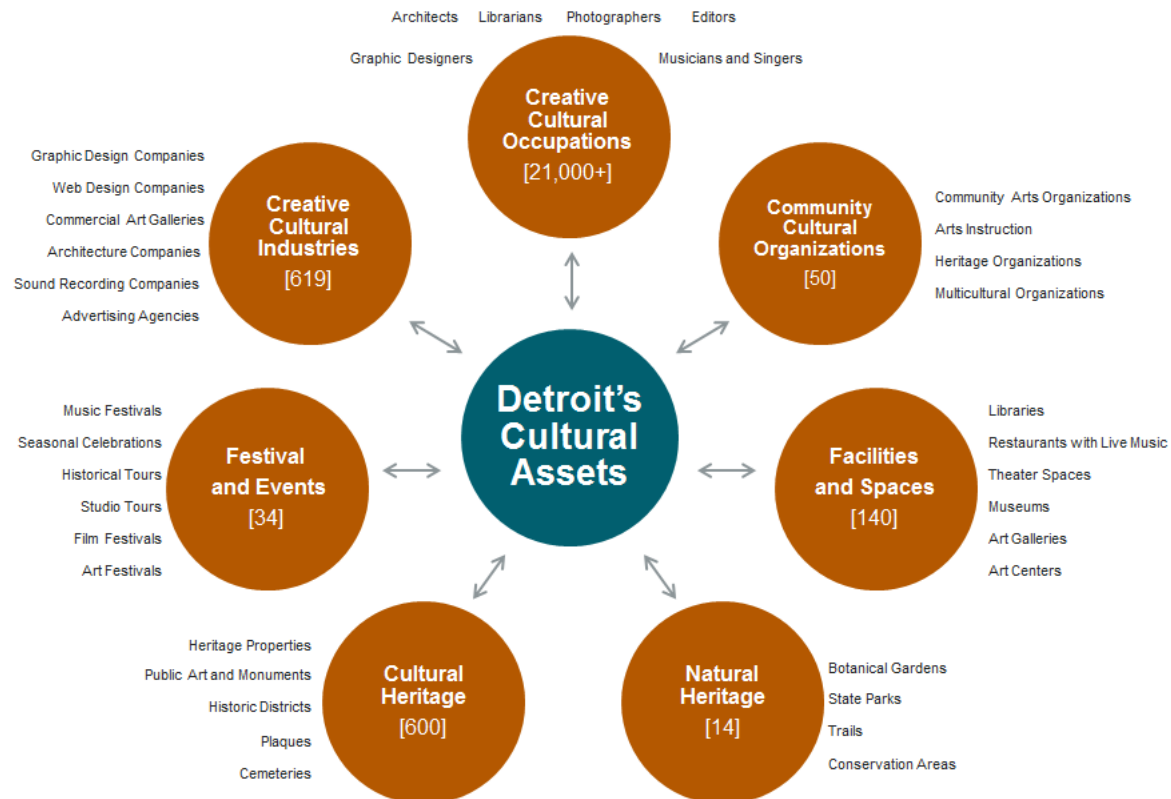 Architects Librarians Photographers Editors
Graphic Designers Musicians and Singers
Creative
Cultural
Occupations
[21,000+]
Graphic Design Companies
Web Design Companies
Commercial Art Galleries
Architecture Companies
Sound Recording Companies
Advertising Agencies
Creative
Cultural
Industries
[619]
Community
Cultural
Organizations
[50]
Community Arts Organizations
Arts Instruction
Heritage Organizations
Multicultural Organizations
Detroit's
Cultural
Assets
Music Festivals
Seasonal Celebrations
Historical Tours
Studio Tours
Film Festivals
Art Festivals
Festival
and Events
[34]
Facilities
and Spaces
[140]
Libraries
Restaurants with Live Music
Theater Spaces
Museums
Art Galleries
Art Centers
Heritage Properties
Public Art and Monuments
Historic Districts
Plaques
Cemeteries
Cultural
Heritage
[600]
Natural
Heritage
[14]
Botanical Gardens
State Parks
Trails
Conservation Areas